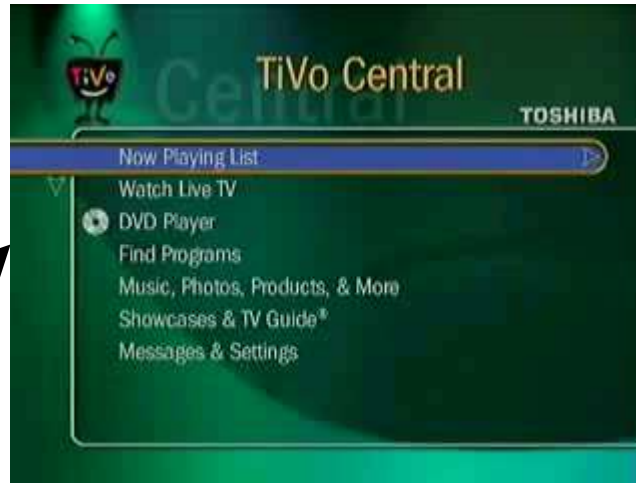 TiVo
TiVo Central
Central
TOSHIBA
Now Playing List
Watch Live TV
DVD Player
Find Programs
Music, Photos, Products, & More
Showcases & TV Guide®
Messages & Settings